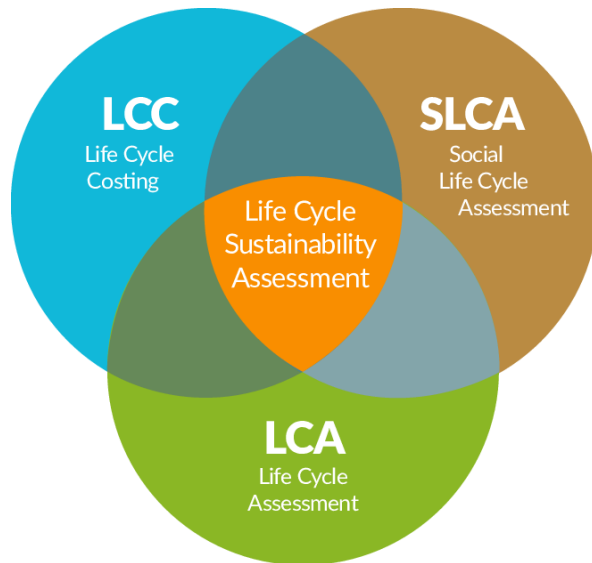 LCC
Life Cycle
Costing
SLCA
Social
Life Cycle
Assessment
Life Cycle
Sustainability
Assessment
LCA
Life Cycle
Assessment